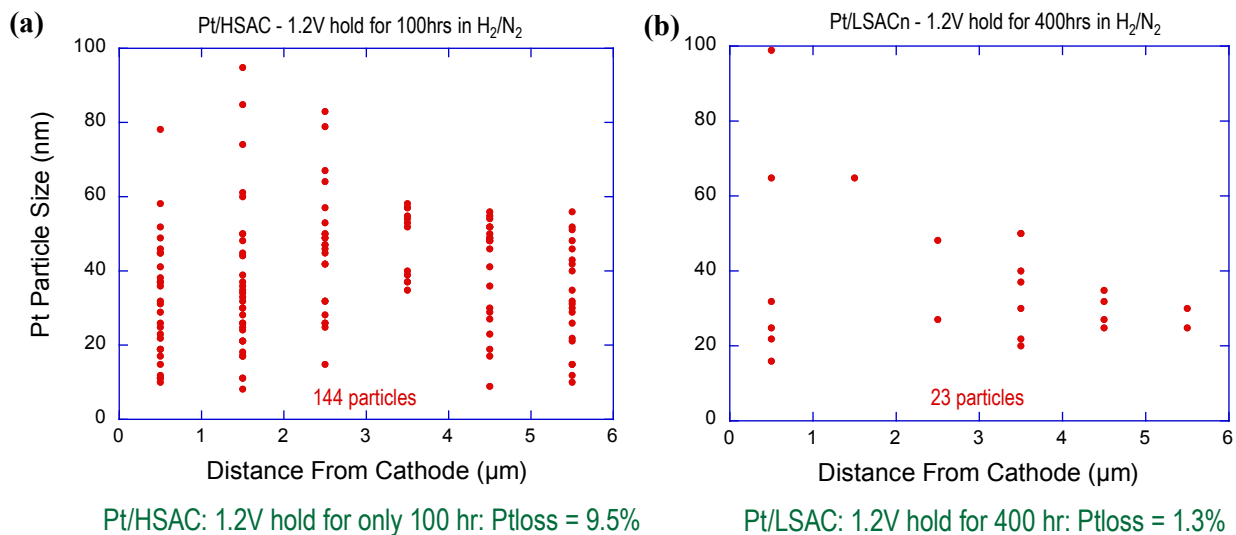 (a)
Pt/HSAC - 1.2V hold for 100hrs in H₂/N₂
100
80
60
40
20
0
Pt Particle Size (nm)
144 particles
0 1 2 3 4 5 6
Distance From Cathode (µm)
Pt/HSAC: 1.2V hold for only 100 hr: Ptloss = 9.5%
(b)
Pt/LSACn - 1.2V hold for 400hrs in H₂/N₂
100
80
60
40
20
0
23 particles
0 1 2 3 4 5 6
Distance From Cathode (µm)
Pt/LSAC: 1.2V hold for 400 hr: Ptloss = 1.3%